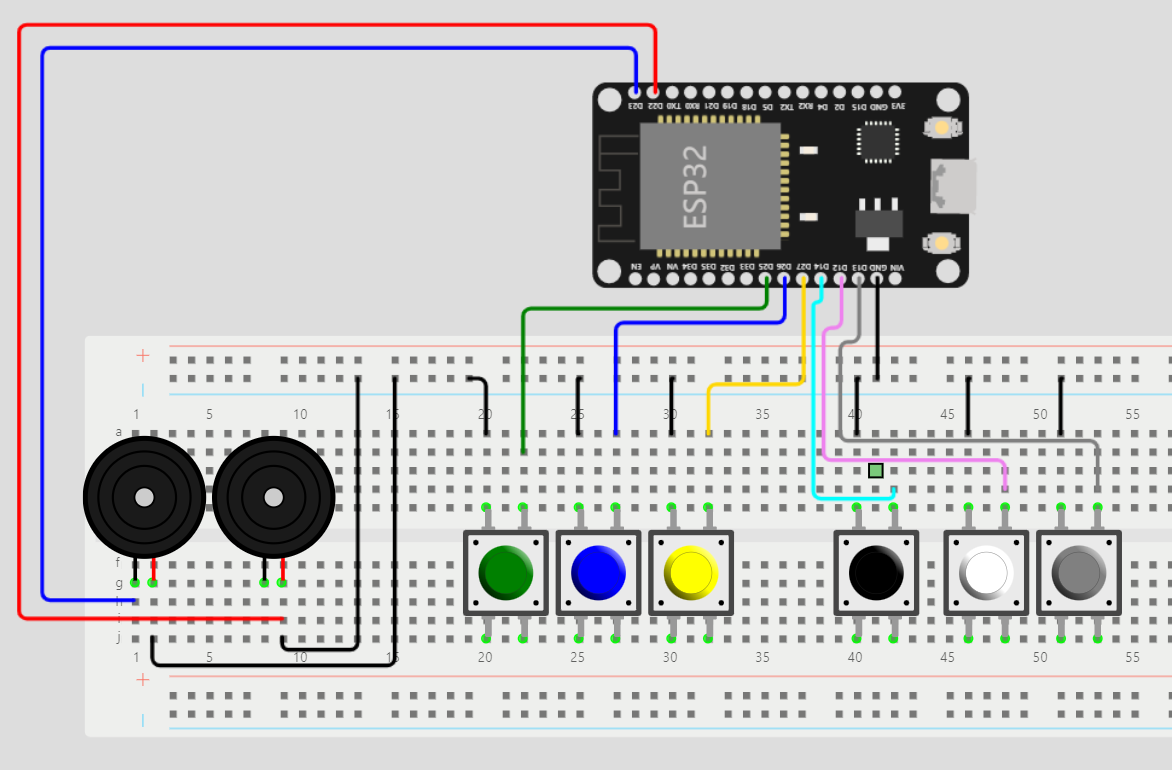 D23 D22 TX0 RX0 D21 D19 D18 D5 TX2 RX2 D4 D2 D15 GND 3V3
ESP32
EN VP VN D34 D35 D32 D33 D25 D26 D27 D14 D12 D13 GND VIN
+
|
1 5 10 15 20 25 30 35 40 45 50 55
a
f
g
h
i
j
1 5 10 15 20 25 30 35 40 45 50 55
+
|